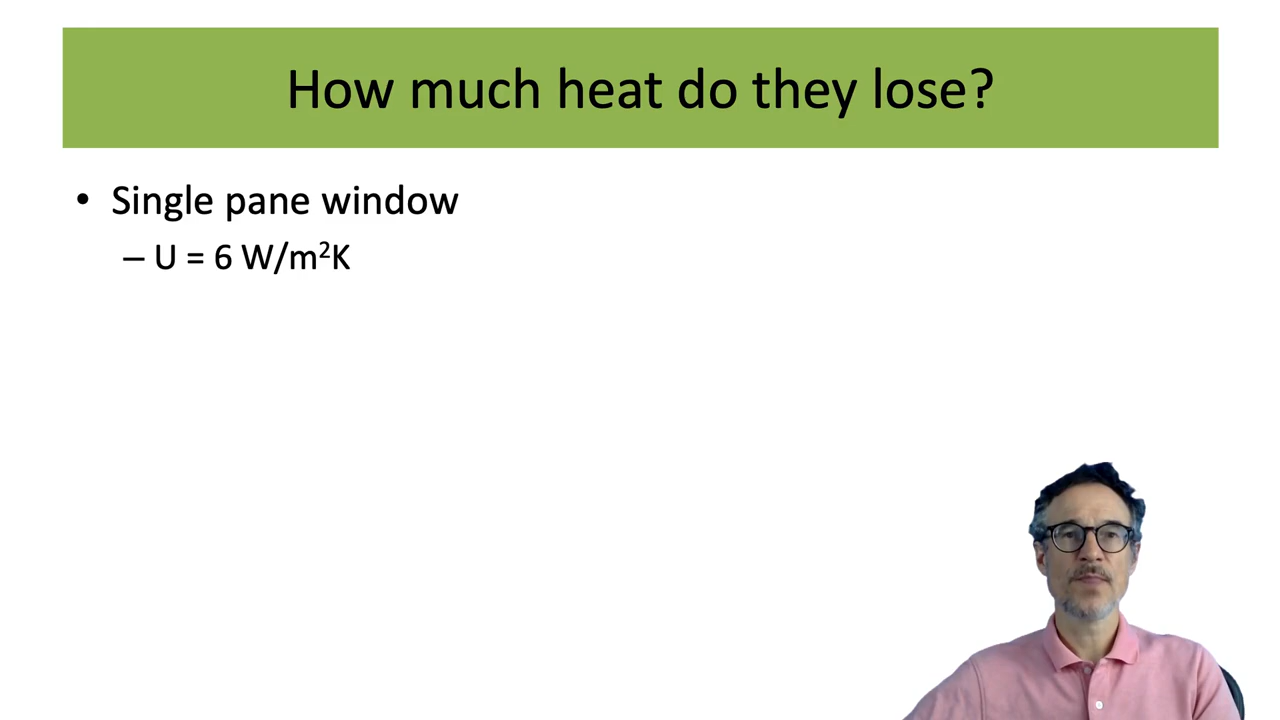 How much heat do they lose?
• Single pane window
– U = 6 W/m²K